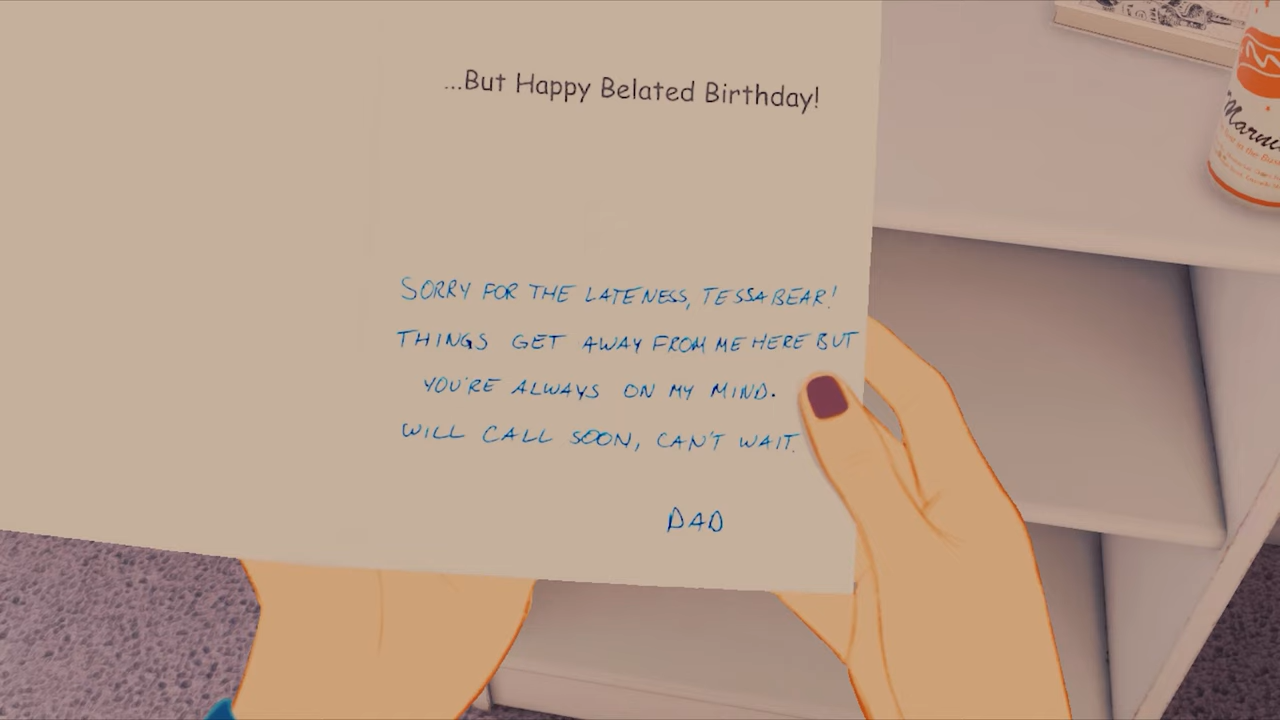 ...But Happy Belated Birthday!
SORRY FOR THE LATENESS, TESSABEAR!
THINGS GET AWAY FROM ME HERE BUT
YOU'RE ALWAYS ON MY MIND.
WILL CALL SOON, CAN'T WAIT.
DAD